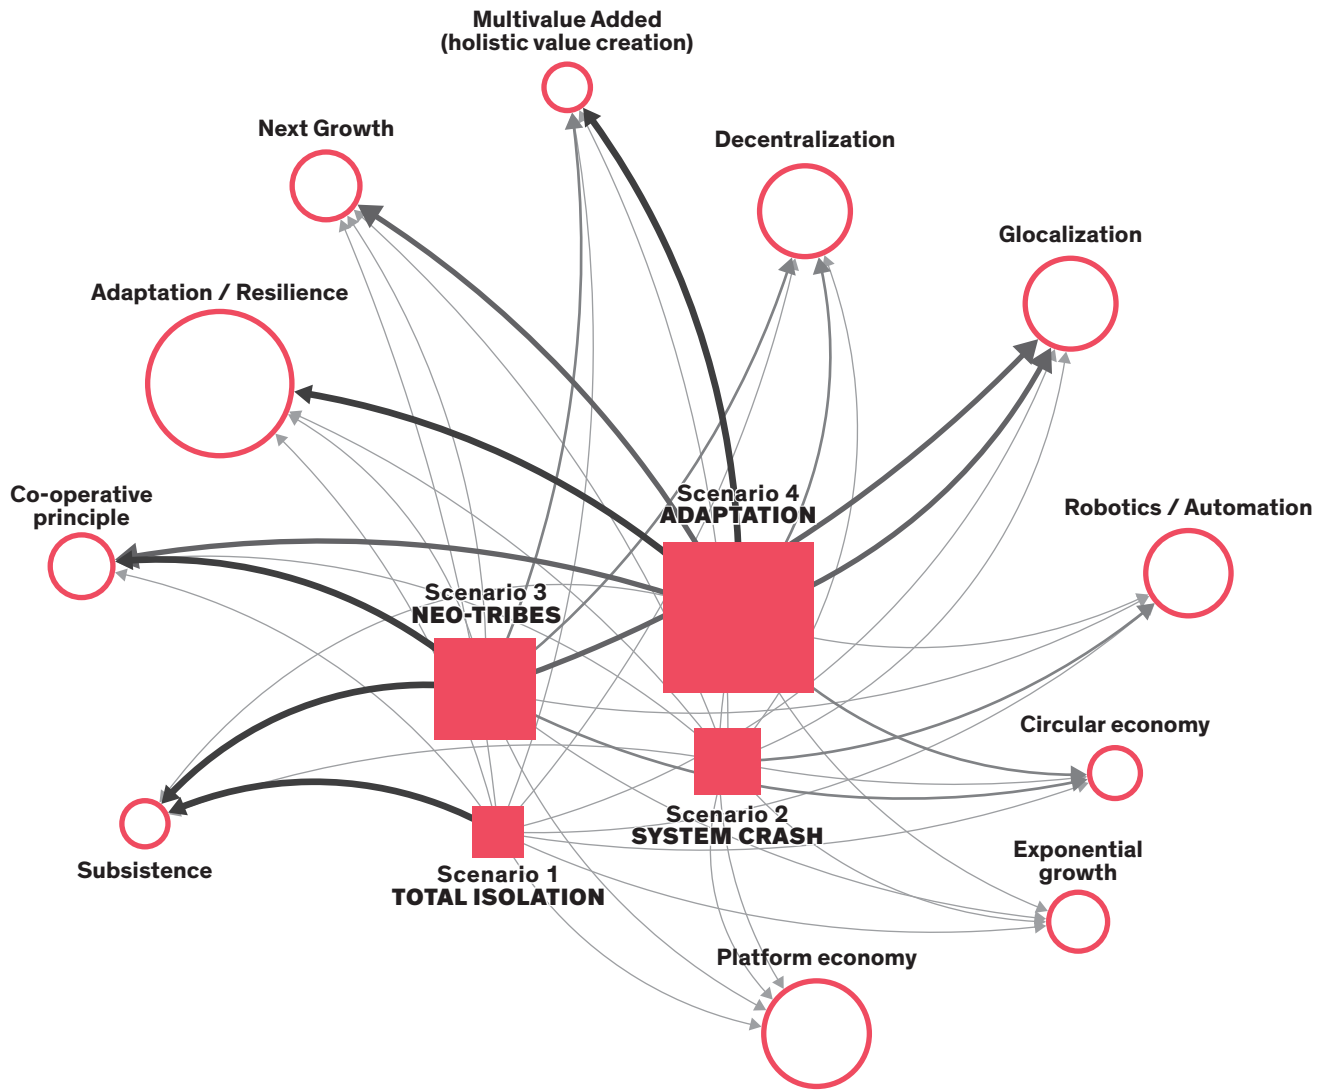 Multivalue Added
(holistic value creation)
Next Growth
Decentralization
Glocalization
Adaptation / Resilience
Co-operative
principle
Scenario 4
ADAPTATION
Robotics / Automation
Scenario 3
NEO-TRIBES
Circular economy
Scenario 2
SYSTEM CRASH
Subsistence
Scenario 1
TOTAL ISOLATION
Exponential
growth
Platform economy